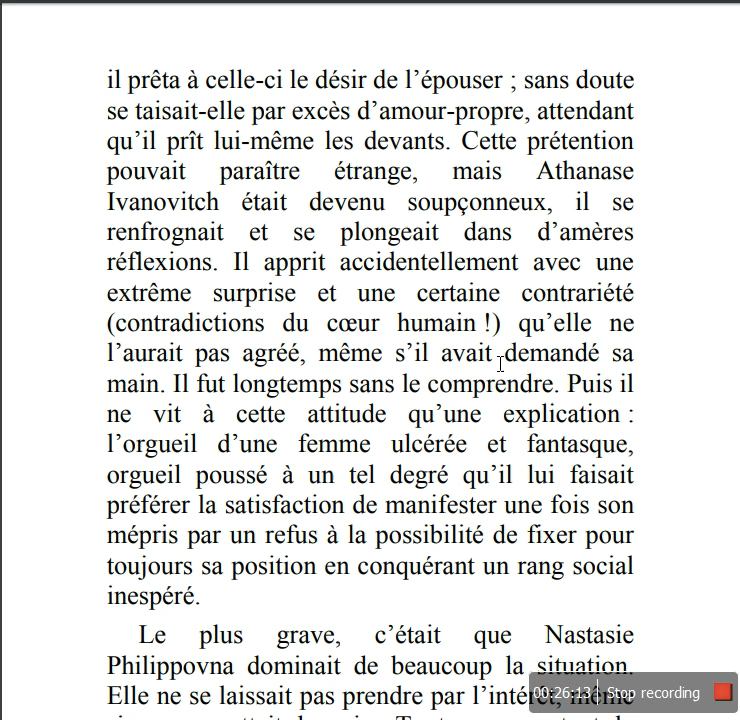 il prêta à celle-ci le désir de l’épouser ; sans doute
se taisait-elle par excès d’amour-propre, attendant
qu’il prît lui-même les devants. Cette prétention
pouvait paraître étrange, mais Athanase
Ivanovitch était devenu soupçonneux, il se
renfrognait et se plongeait dans d’amères
réflexions. Il apprit accidentellement avec une
extrême surprise et une certaine contrariété
(contradictions du cœur humain !) qu’elle ne
l’aurait pas agréé, même s’il avait demandé sa
main. Il fut longtemps sans le comprendre. Puis il
ne vit à cette attitude qu’une explication :
l’orgueil d’une femme ulcérée et fantasque,
orgueil poussé à un tel degré qu’il lui faisait
préférer la satisfaction de manifester une fois son
mépris par un refus à la possibilité de fixer pour
toujours sa position en conquérant un rang social
inespéré.
Le plus grave, c’était que Nastasie
Philippovna dominait de beaucoup la situation.
Elle ne se laissait pas prendre par l’intérêt, même
00:26:13 Stop recording